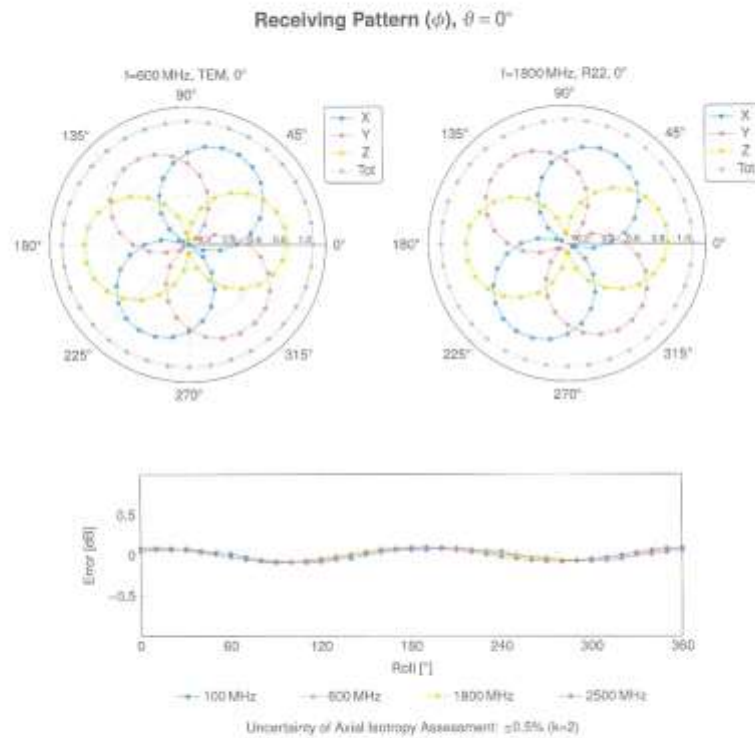 Receiving Pattern (ϕ), ϑ = 0°
f=600 MHz, TEM, 0°
90°
135°
45°
180°
0°
225°
315°
270°
X
Y
Z
Tot
f=1800 MHz, R22, 0°
90°
135°
45°
180°
0°
225°
315°
270°
X
Y
Z
Tot
Error [dB]
0.5
0
−0.5
0 60 120 180 240 300 360
Roll [°]
100 MHz 600 MHz 1800 MHz 2500 MHz
Uncertainty of Axial Isotropy Assessment: ±0.5% (k=2)